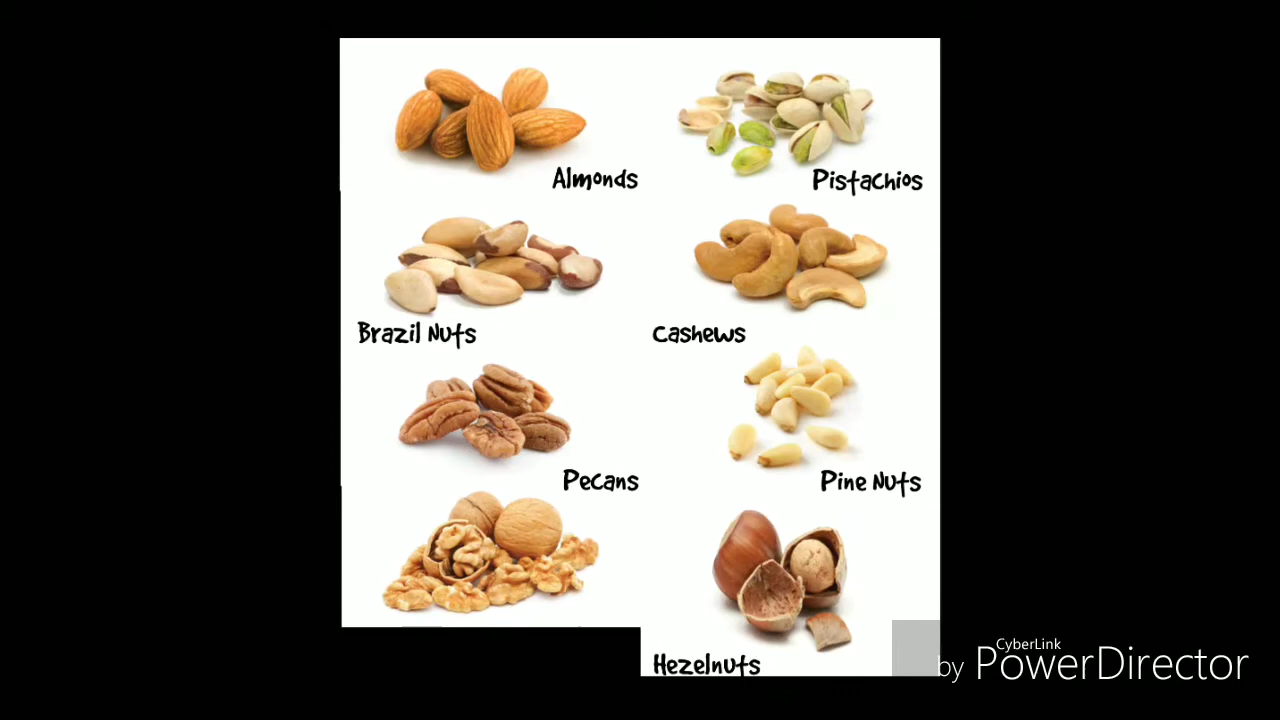 Almonds
Pistachios
Brazil Nuts
Cashews
Pecans
Pine Nuts
Hezelnuts
CyberLink
by PowerDirector